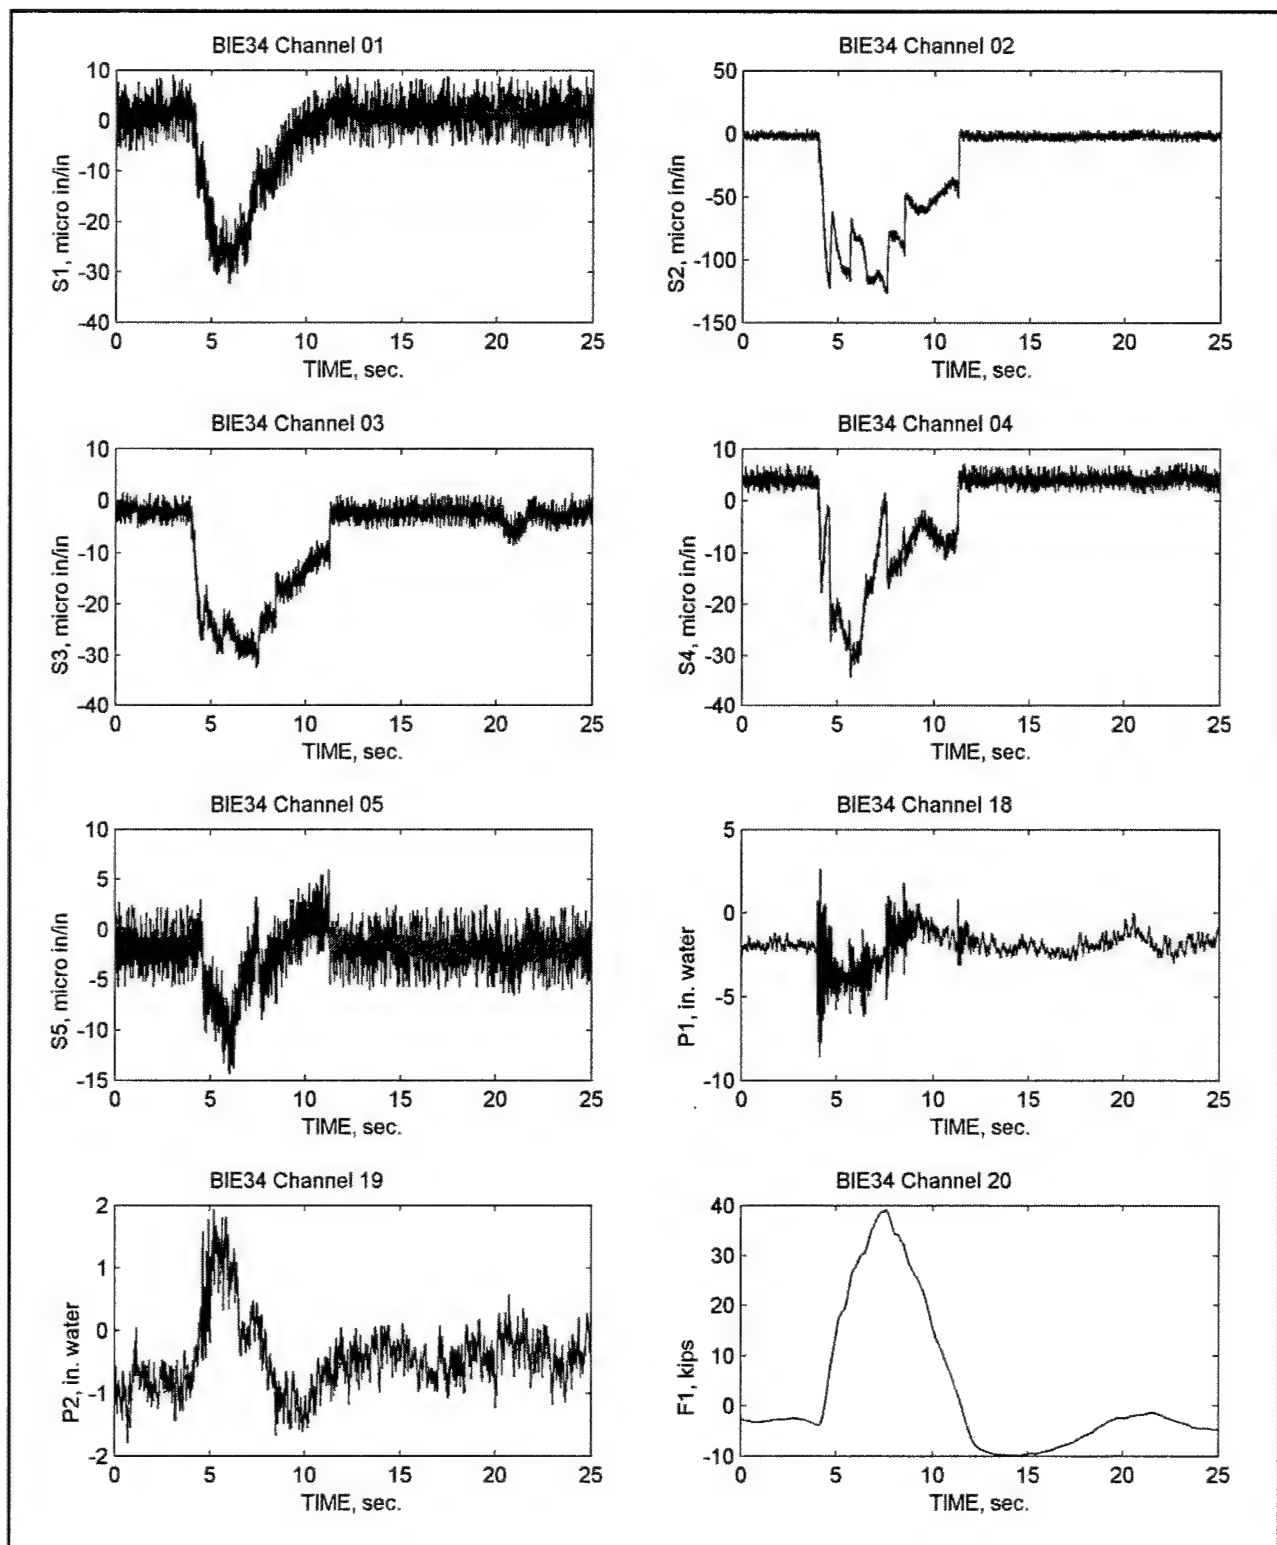 BIE34 Channel 01
10
0
-10
-20
-30
-40
S1, micro in/in
0 5 10 15 20 25
TIME, sec.
BIE34 Channel 02
50
0
-50
-100
-150
S2, micro in/in
0 5 10 15 20 25
TIME, sec.
BIE34 Channel 03
10
0
-10
-20
-30
-40
S3, micro in/in
0 5 10 15 20 25
TIME, sec.
BIE34 Channel 04
10
0
-10
-20
-30
-40
S4, micro in/in
0 5 10 15 20 25
TIME, sec.
BIE34 Channel 05
10
5
0
-5
-10
-15
S5, micro in/in
0 5 10 15 20 25
TIME, sec.
BIE34 Channel 18
5
0
-5
-10
P1, in. water
0 5 10 15 20 25
TIME, sec.
BIE34 Channel 19
2
1
0
-1
-2
P2, in. water
0 5 10 15 20 25
TIME, sec.
BIE34 Channel 20
40
30
20
10
0
-10
F1, kips
0 5 10 15 20 25
TIME, sec.